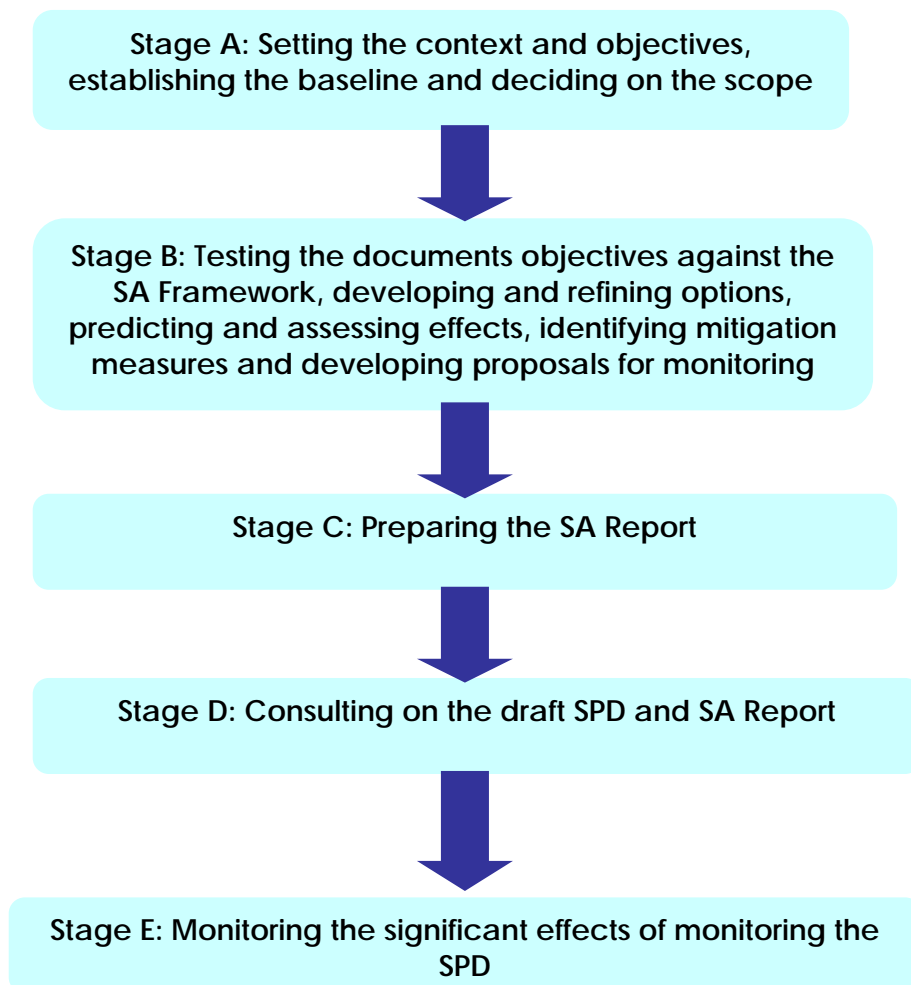 Stage A: Setting the context and objectives,
establishing the baseline and deciding on the scope
Stage B: Testing the documents objectives against the
SA Framework, developing and refining options,
predicting and assessing effects, identifying mitigation
measures and developing proposals for monitoring
Stage C: Preparing the SA Report
Stage D: Consulting on the draft SPD and SA Report
Stage E: Monitoring the significant effects of monitoring the
SPD